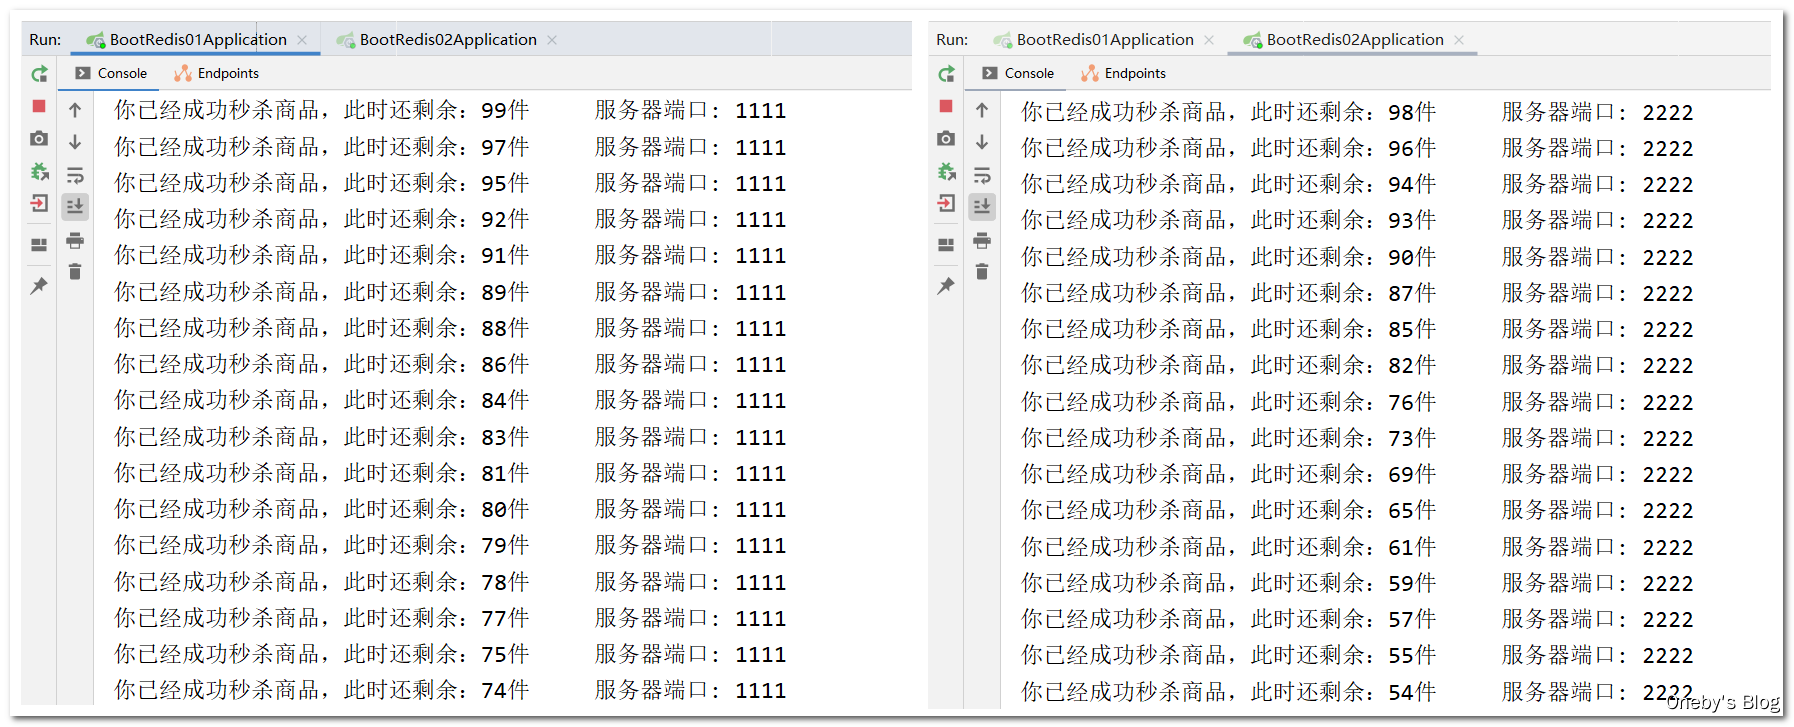 Run: BootRedis01Application × BootRedis02Application ×
Console Endpoints
你已经成功秒杀商品，此时还剩余：99件 服务器端口: 1111
你已经成功秒杀商品，此时还剩余：97件 服务器端口: 1111
你已经成功秒杀商品，此时还剩余：95件 服务器端口: 1111
你已经成功秒杀商品，此时还剩余：92件 服务器端口: 1111
你已经成功秒杀商品，此时还剩余：91件 服务器端口: 1111
你已经成功秒杀商品，此时还剩余：89件 服务器端口: 1111
你已经成功秒杀商品，此时还剩余：88件 服务器端口: 1111
你已经成功秒杀商品，此时还剩余：86件 服务器端口: 1111
你已经成功秒杀商品，此时还剩余：84件 服务器端口: 1111
你已经成功秒杀商品，此时还剩余：83件 服务器端口: 1111
你已经成功秒杀商品，此时还剩余：81件 服务器端口: 1111
你已经成功秒杀商品，此时还剩余：80件 服务器端口: 1111
你已经成功秒杀商品，此时还剩余：79件 服务器端口: 1111
你已经成功秒杀商品，此时还剩余：78件 服务器端口: 1111
你已经成功秒杀商品，此时还剩余：77件 服务器端口: 1111
你已经成功秒杀商品，此时还剩余：75件 服务器端口: 1111
你已经成功秒杀商品，此时还剩余：74件 服务器端口: 1111
Run: BootRedis01Application × BootRedis02Application ×
Console Endpoints
你已经成功秒杀商品，此时还剩余：98件 服务器端口: 2222
你已经成功秒杀商品，此时还剩余：96件 服务器端口: 2222
你已经成功秒杀商品，此时还剩余：94件 服务器端口: 2222
你已经成功秒杀商品，此时还剩余：93件 服务器端口: 2222
你已经成功秒杀商品，此时还剩余：90件 服务器端口: 2222
你已经成功秒杀商品，此时还剩余：87件 服务器端口: 2222
你已经成功秒杀商品，此时还剩余：85件 服务器端口: 2222
你已经成功秒杀商品，此时还剩余：82件 服务器端口: 2222
你已经成功秒杀商品，此时还剩余：76件 服务器端口: 2222
你已经成功秒杀商品，此时还剩余：73件 服务器端口: 2222
你已经成功秒杀商品，此时还剩余：69件 服务器端口: 2222
你已经成功秒杀商品，此时还剩余：65件 服务器端口: 2222
你已经成功秒杀商品，此时还剩余：61件 服务器端口: 2222
你已经成功秒杀商品，此时还剩余：59件 服务器端口: 2222
你已经成功秒杀商品，此时还剩余：57件 服务器端口: 2222
你已经成功秒杀商品，此时还剩余：55件 服务器端口: 2222
你已经成功秒杀商品，此时还剩余：54件 服务器端口: 2222
Oneby's Blog